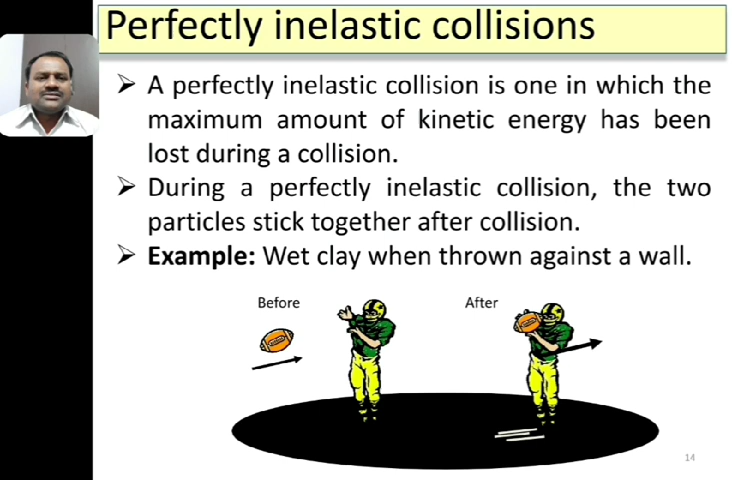 Perfectly inelastic collisions
➢ A perfectly inelastic collision is one in which the
maximum amount of kinetic energy has been
lost during a collision.
➢ During a perfectly inelastic collision, the two
particles stick together after collision.
➢ Example: Wet clay when thrown against a wall.
Before
After
14